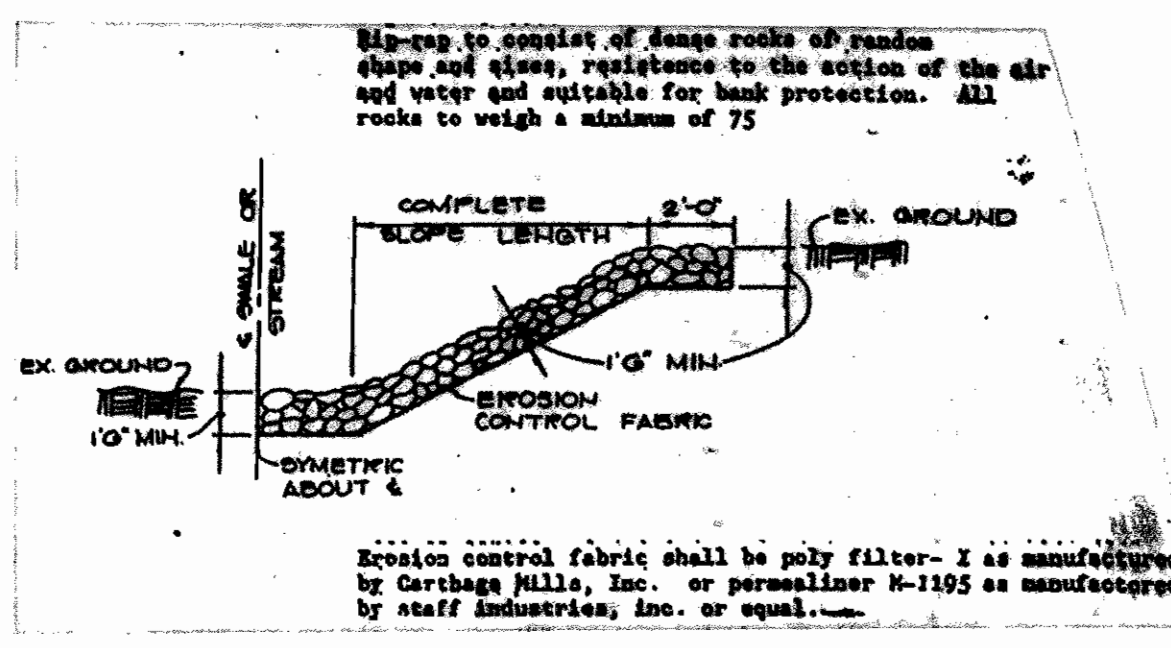 Rip-rap to consist of dense rocks of random
shape and sizes, resistence to the action of the air
and water and suitable for bank protection. All
rocks to weigh a minimum of 75
COMPLETE
SLOPE LENGTH
2'-0"
EX. GROUND
℄ SWALE OR
STREAM
EX. GROUND
1'6" MIN.
1'6" MIN.
EROSION
CONTROL FABRIC
SYMETRIC
ABOUT ℄
Erosion control fabric shall be poly filter- X as manufactured
by Carthage Mills, Inc. or permealiner M-1195 as manufactored
by staff industries, inc. or equal.